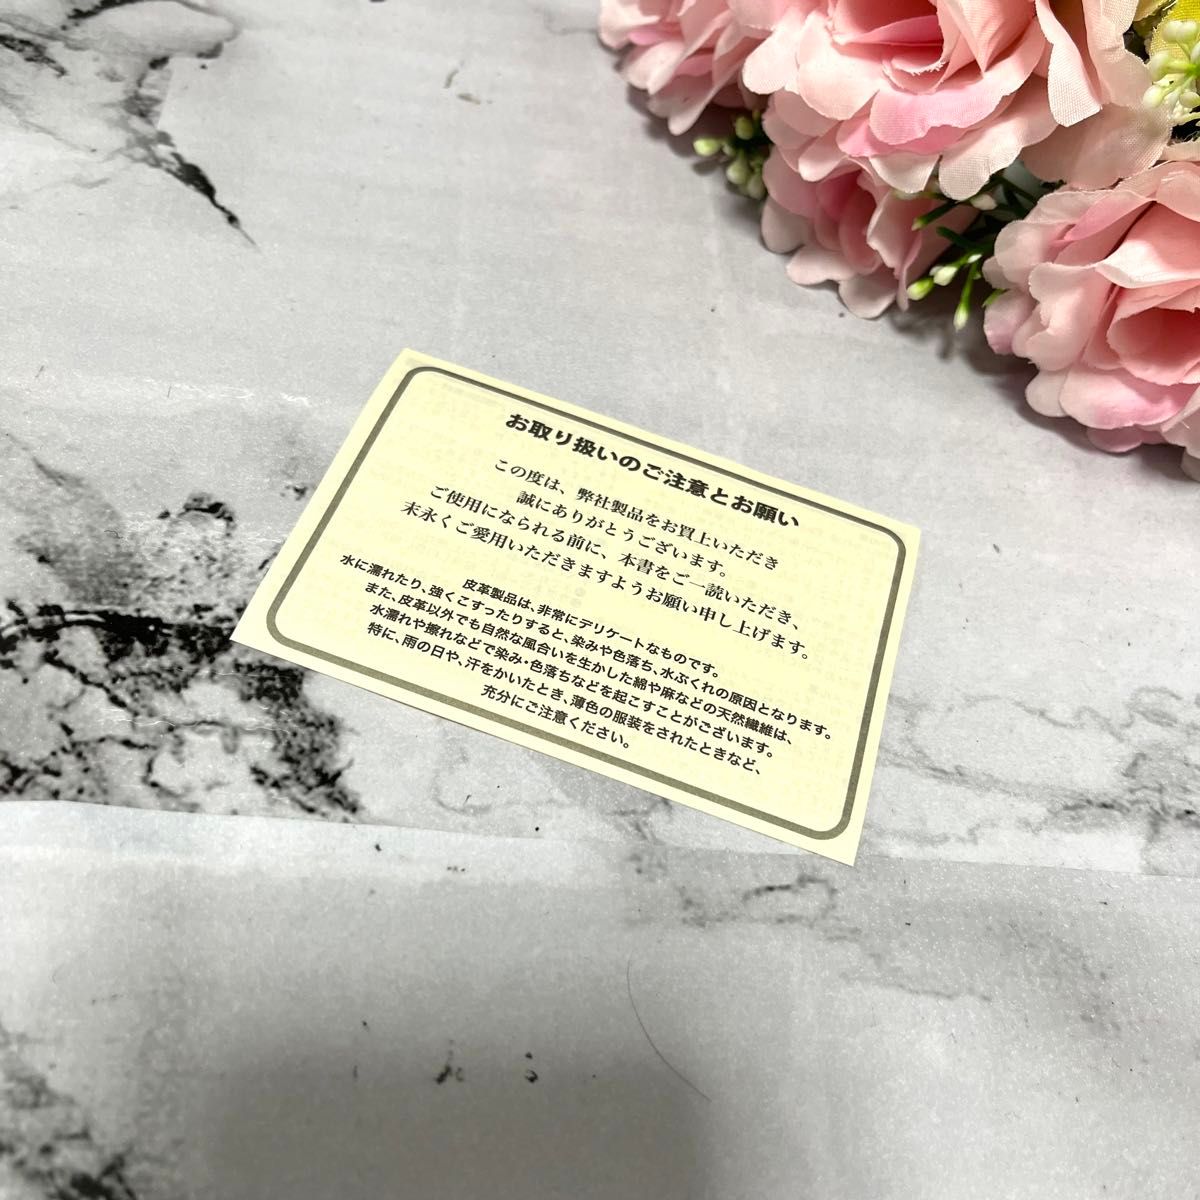 お取り扱いのご注意とお願い
この度は、弊社製品をお買上いただき
誠にありがとうございます。
ご使用になられる前に、本書をご一読いただき、
末永くご愛用いただきますようお願い申し上げます。
皮革製品は、非常にデリケートなものです。
水に濡れたり、強くこすったりすると、染みや色落ち、水ぶくれの原因となります。
また、皮革以外でも自然な風合いを生かした綿や麻などの天然繊維は、
水濡れや擦れなどで染み・色落ちなどを起こすことがございます。
特に、雨の日や、汗をかいたとき、薄色の服装をされたときなど、
充分にご注意ください。